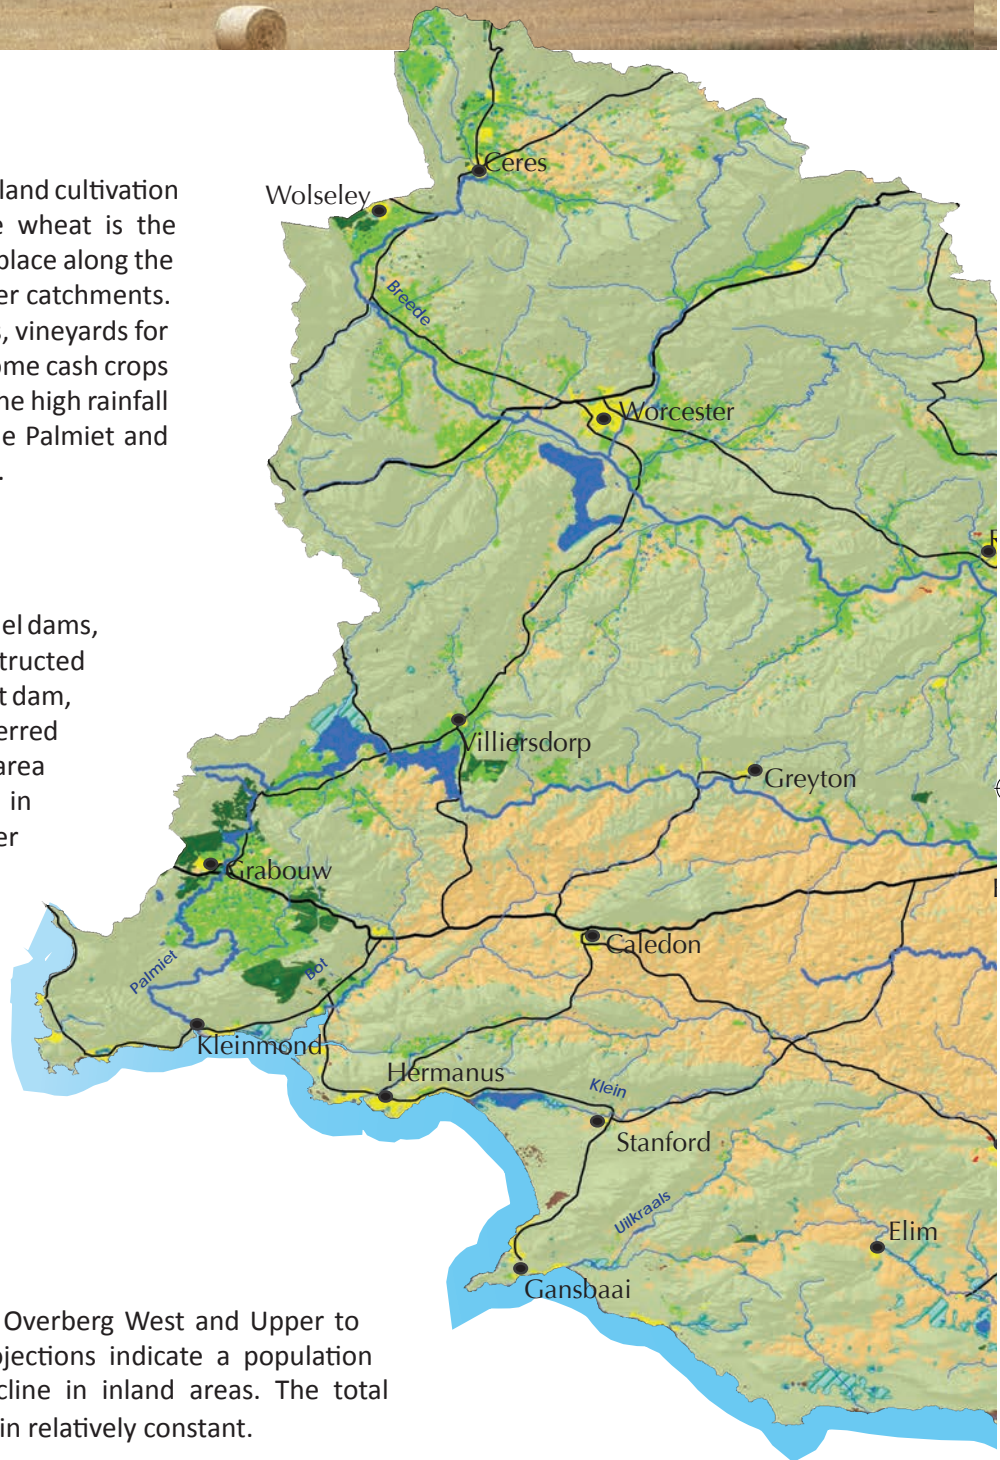 land cultivation
wheat is the
place along the
er catchments.
, vineyards for
ome cash crops
he high rainfall
e Palmiet and
.
el dams,
tructed
t dam,
erred
area
in
er
Overberg West and Upper to
ojections indicate a population
cline in inland areas. The total
in relatively constant.
Ceres
Wolseley
Breede
Worcester
R
Villiersdorp
Greyton
Grabouw
Caledon
Palmiet
Bot
Kleinmond
Hermanus
Klein
Stanford
Uilkraals
Elim
Gansbaai